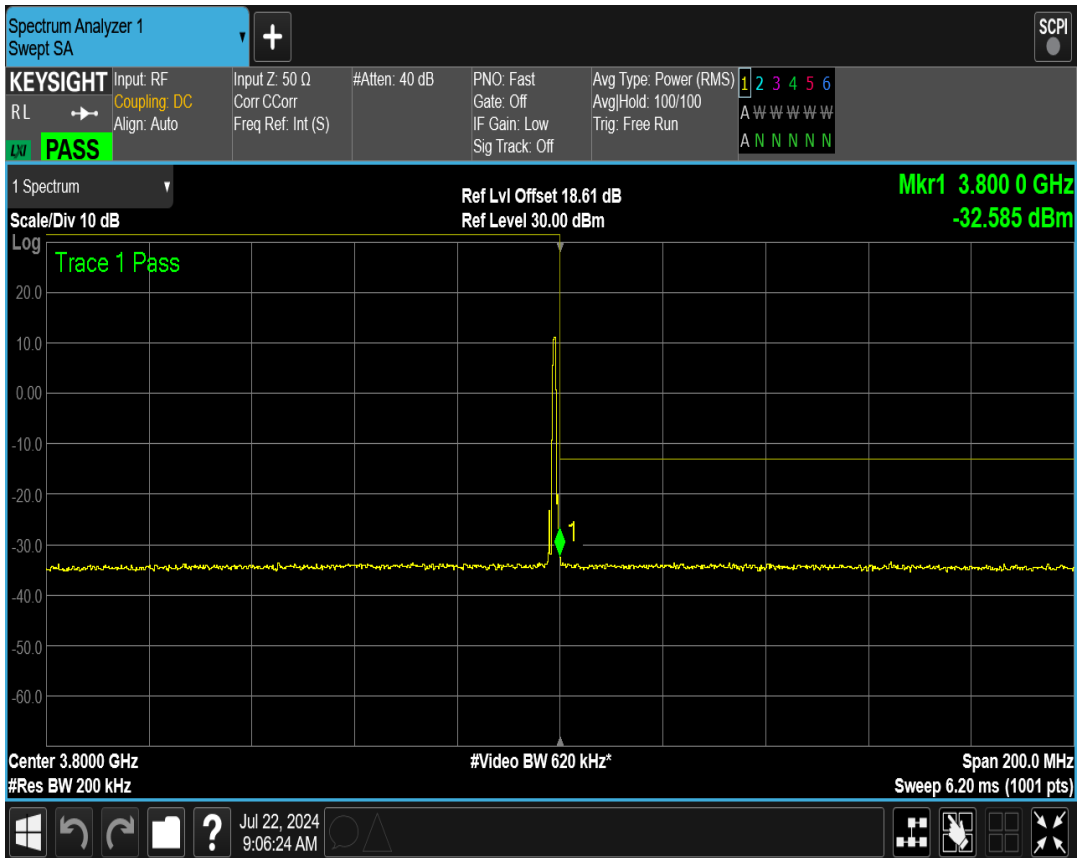 Spectrum Analyzer 1
Swept SA
SCPI
KEYSIGHT
R L
LXI PASS
Input: RF
Coupling: DC
Align: Auto
Input Z: 50 Ω
Corr CCorr
Freq Ref: Int (S)
#Atten: 40 dB
PNO: Fast
Gate: Off
IF Gain: Low
Sig Track: Off
Avg Type: Power (RMS)
Avg|Hold: 100/100
Trig: Free Run
1 2 3 4 5 6
A W W W W W
A N N N N N
1 Spectrum
Scale/Div 10 dB
Ref Lvl Offset 18.61 dB
Ref Level 30.00 dBm
Mkr1 3.800 0 GHz
-32.585 dBm
Log
Trace 1 Pass
20.0
10.0
0.00
-10.0
-20.0
1
-30.0
-40.0
-50.0
-60.0
Center 3.8000 GHz
#Video BW 620 kHz*
Span 200.0 MHz
#Res BW 200 kHz
Sweep 6.20 ms (1001 pts)
?
Jul 22, 2024
9:06:24 AM